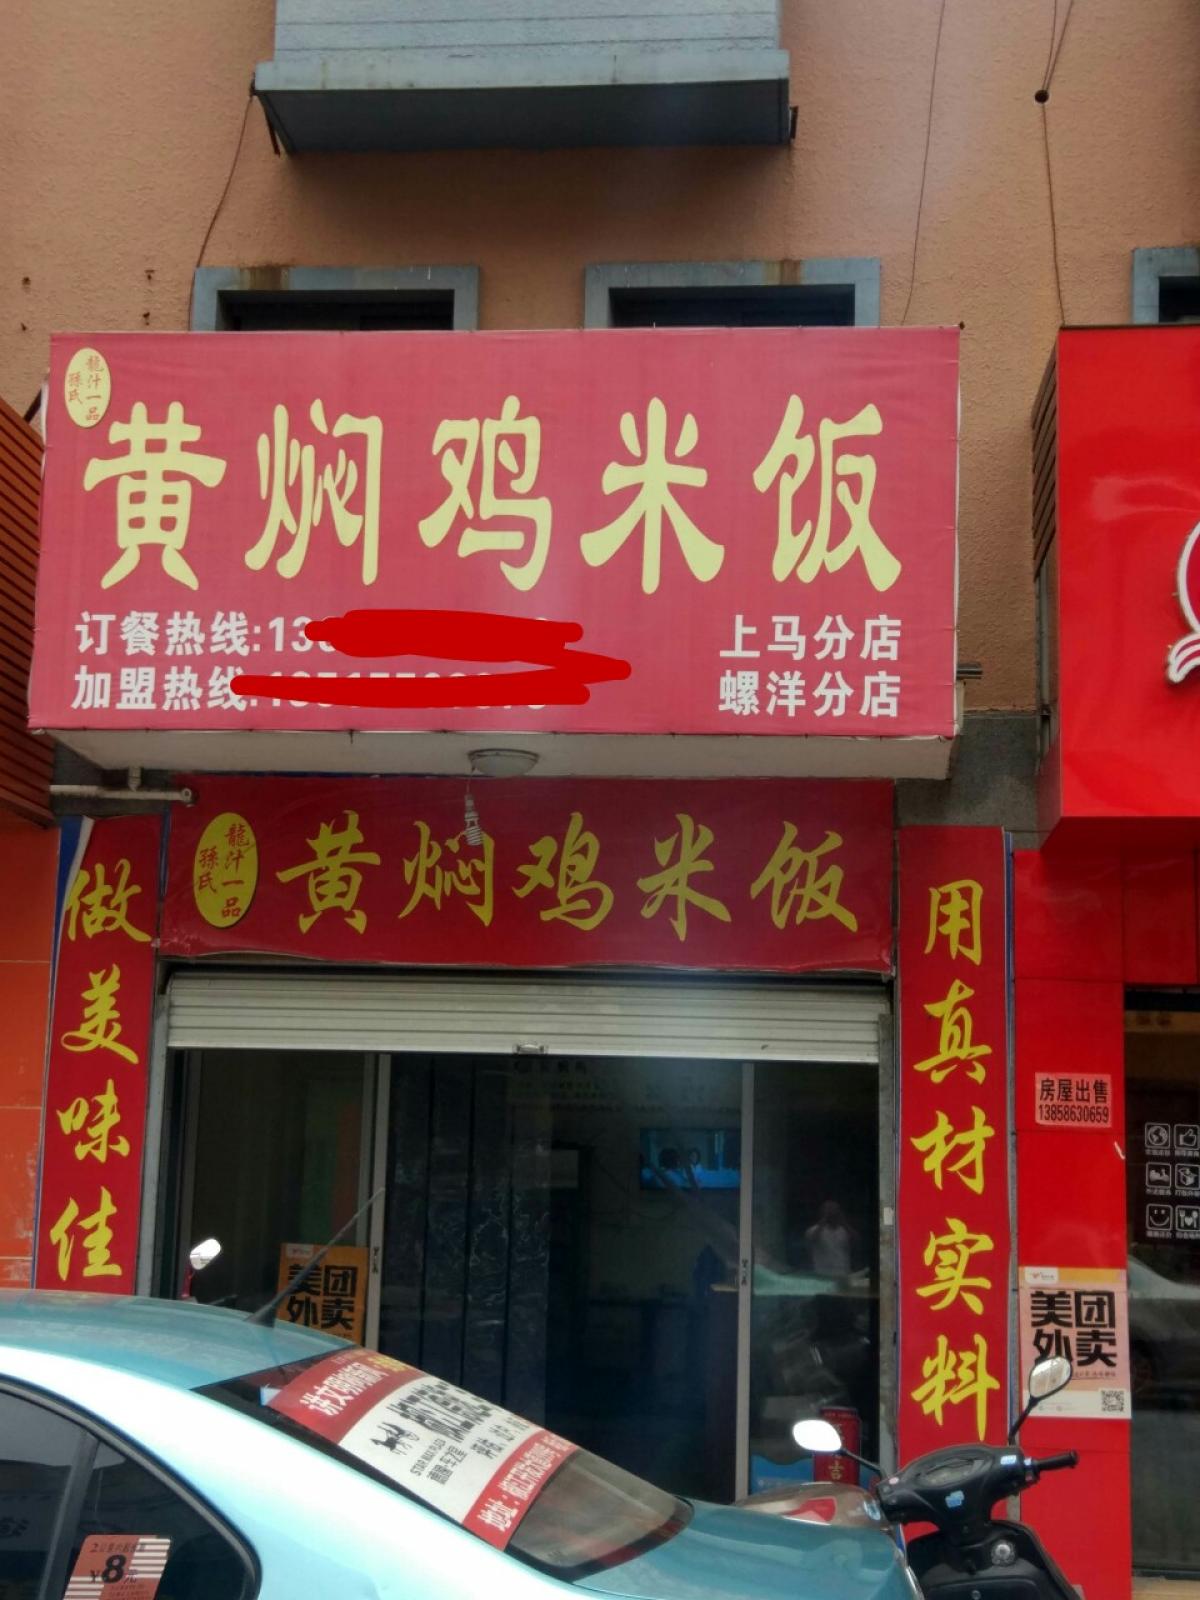 龍汁一品
孫氏
黄焖鸡米饭
订餐热线:13
加盟热线:
上马分店
螺洋分店
龍汁一品
孫氏
黄焖鸡米饭
做美味佳
用真材实料
房屋出售
13858630659
美团
外卖
美团
外卖
8元